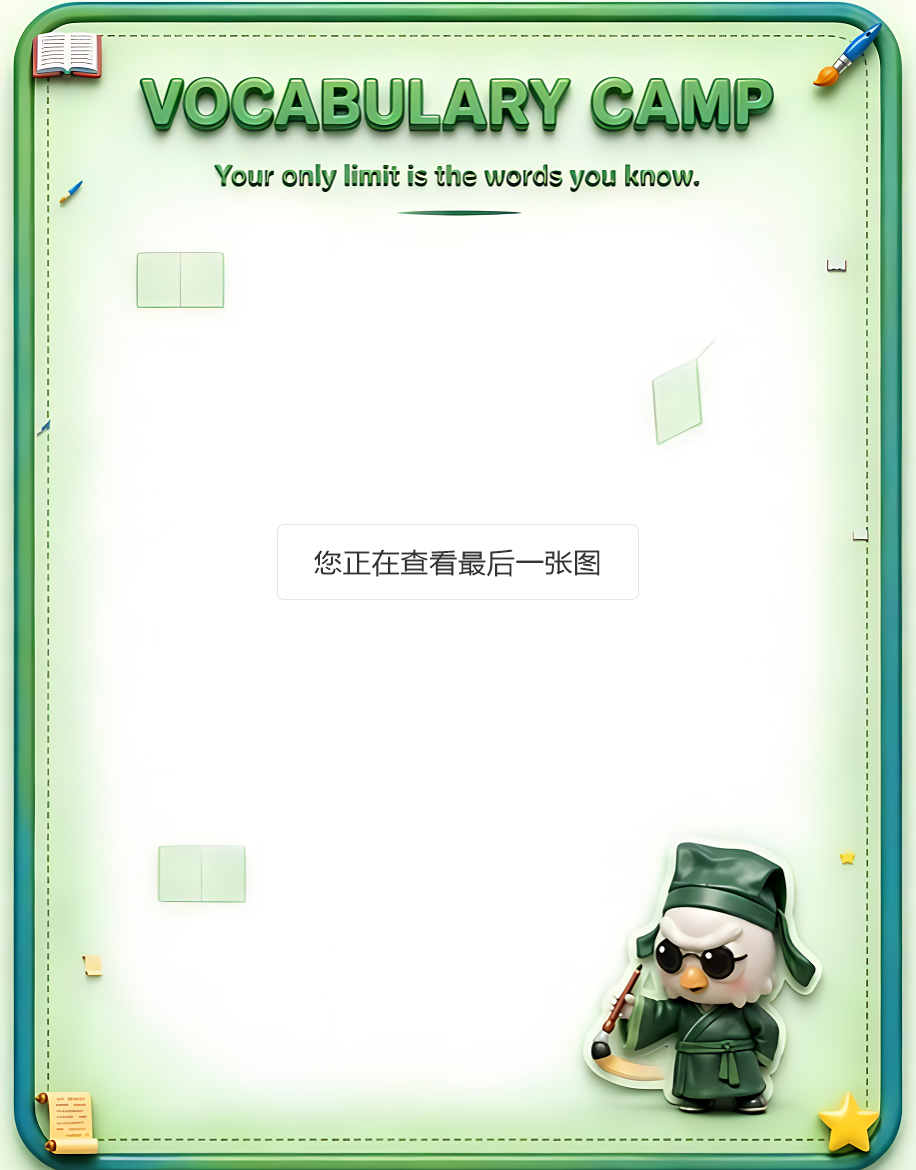 VOCABULARY CAMP
Your only limit is the words you know.
您正在查看最后一张图